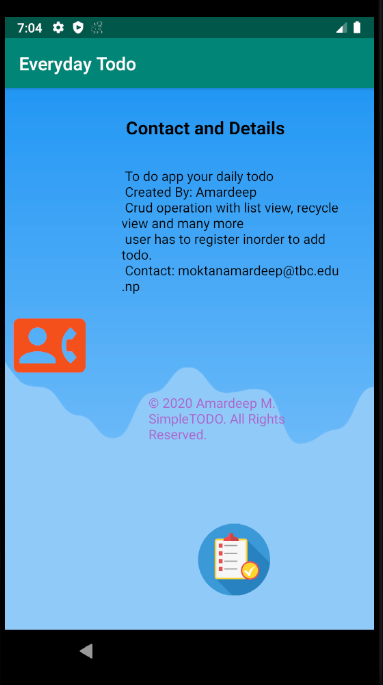 7:04
Everyday Todo
Contact and Details
To do app your daily todo
Created By: Amardeep
Crud operation with list view, recycle
view and many more
user has to register inorder to add
todo.
Contact: moktanamardeep@tbc.edu
.np
© 2020 Amardeep M.
SimpleTODO. All Rights
Reserved.